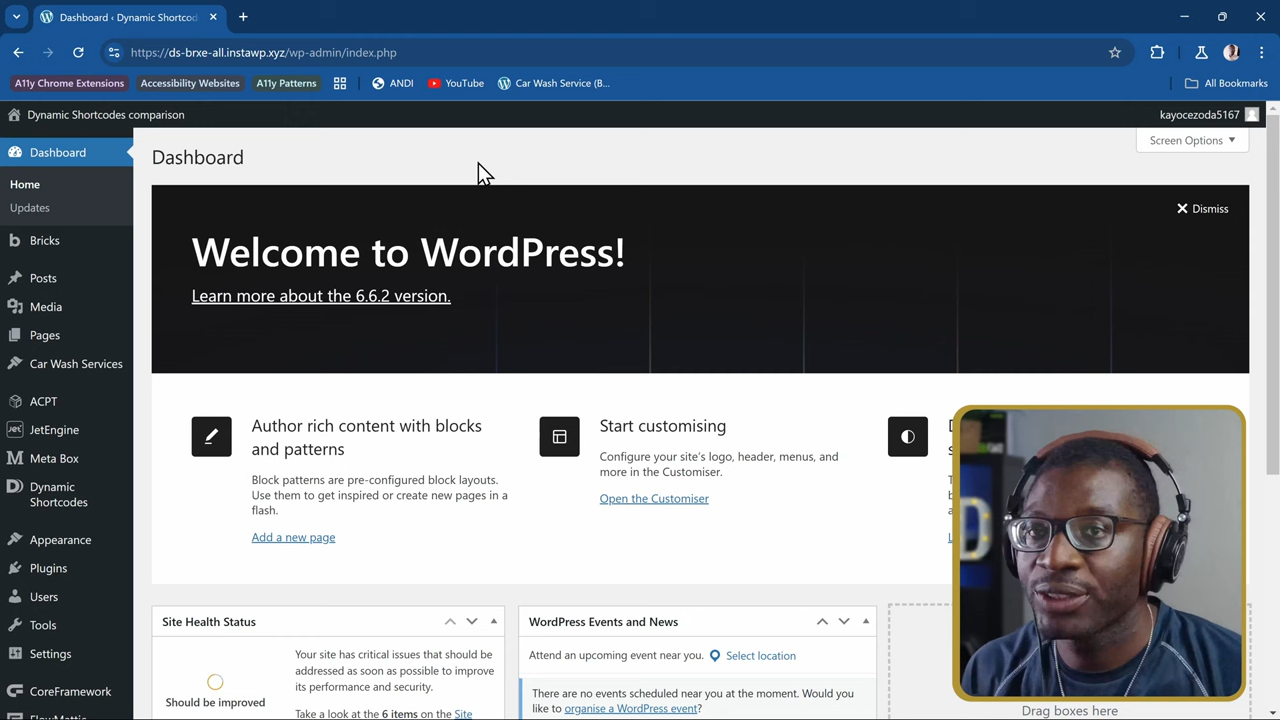 Dashboard ‹ Dynamic Shortcod
https://ds-brxe-all.instawp.xyz/wp-admin/index.php
A11y Chrome Extensions
Accessibility Websites
A11y Patterns
ANDI
YouTube
Car Wash Service (B...
All Bookmarks
Dynamic Shortcodes comparison
kayocezoda5167
Dashboard
Home
Updates
Bricks
Posts
Media
Pages
Car Wash Services
ACPT
JetEngine
Meta Box
Dynamic
Shortcodes
Appearance
Plugins
Users
Tools
Settings
CoreFramework
FlowMattic
Dashboard
Screen Options
Dismiss
Welcome to WordPress!
Learn more about the 6.6.2 version.
Author rich content with blocks
and patterns
Block patterns are pre-configured block layouts.
Use them to get inspired or create new pages in a
flash.
Add a new page
Start customising
Configure your site's logo, header, menus, and
more in the Customiser.
Open the Customiser
Site Health Status
Should be improved
Your site has critical issues that should be
addressed as soon as possible to improve
its performance and security.
Take a look at the 6 items on the Site
WordPress Events and News
Attend an upcoming event near you.
Select location
There are no events scheduled near you at the moment. Would you
like to organise a WordPress event?
Drag boxes here